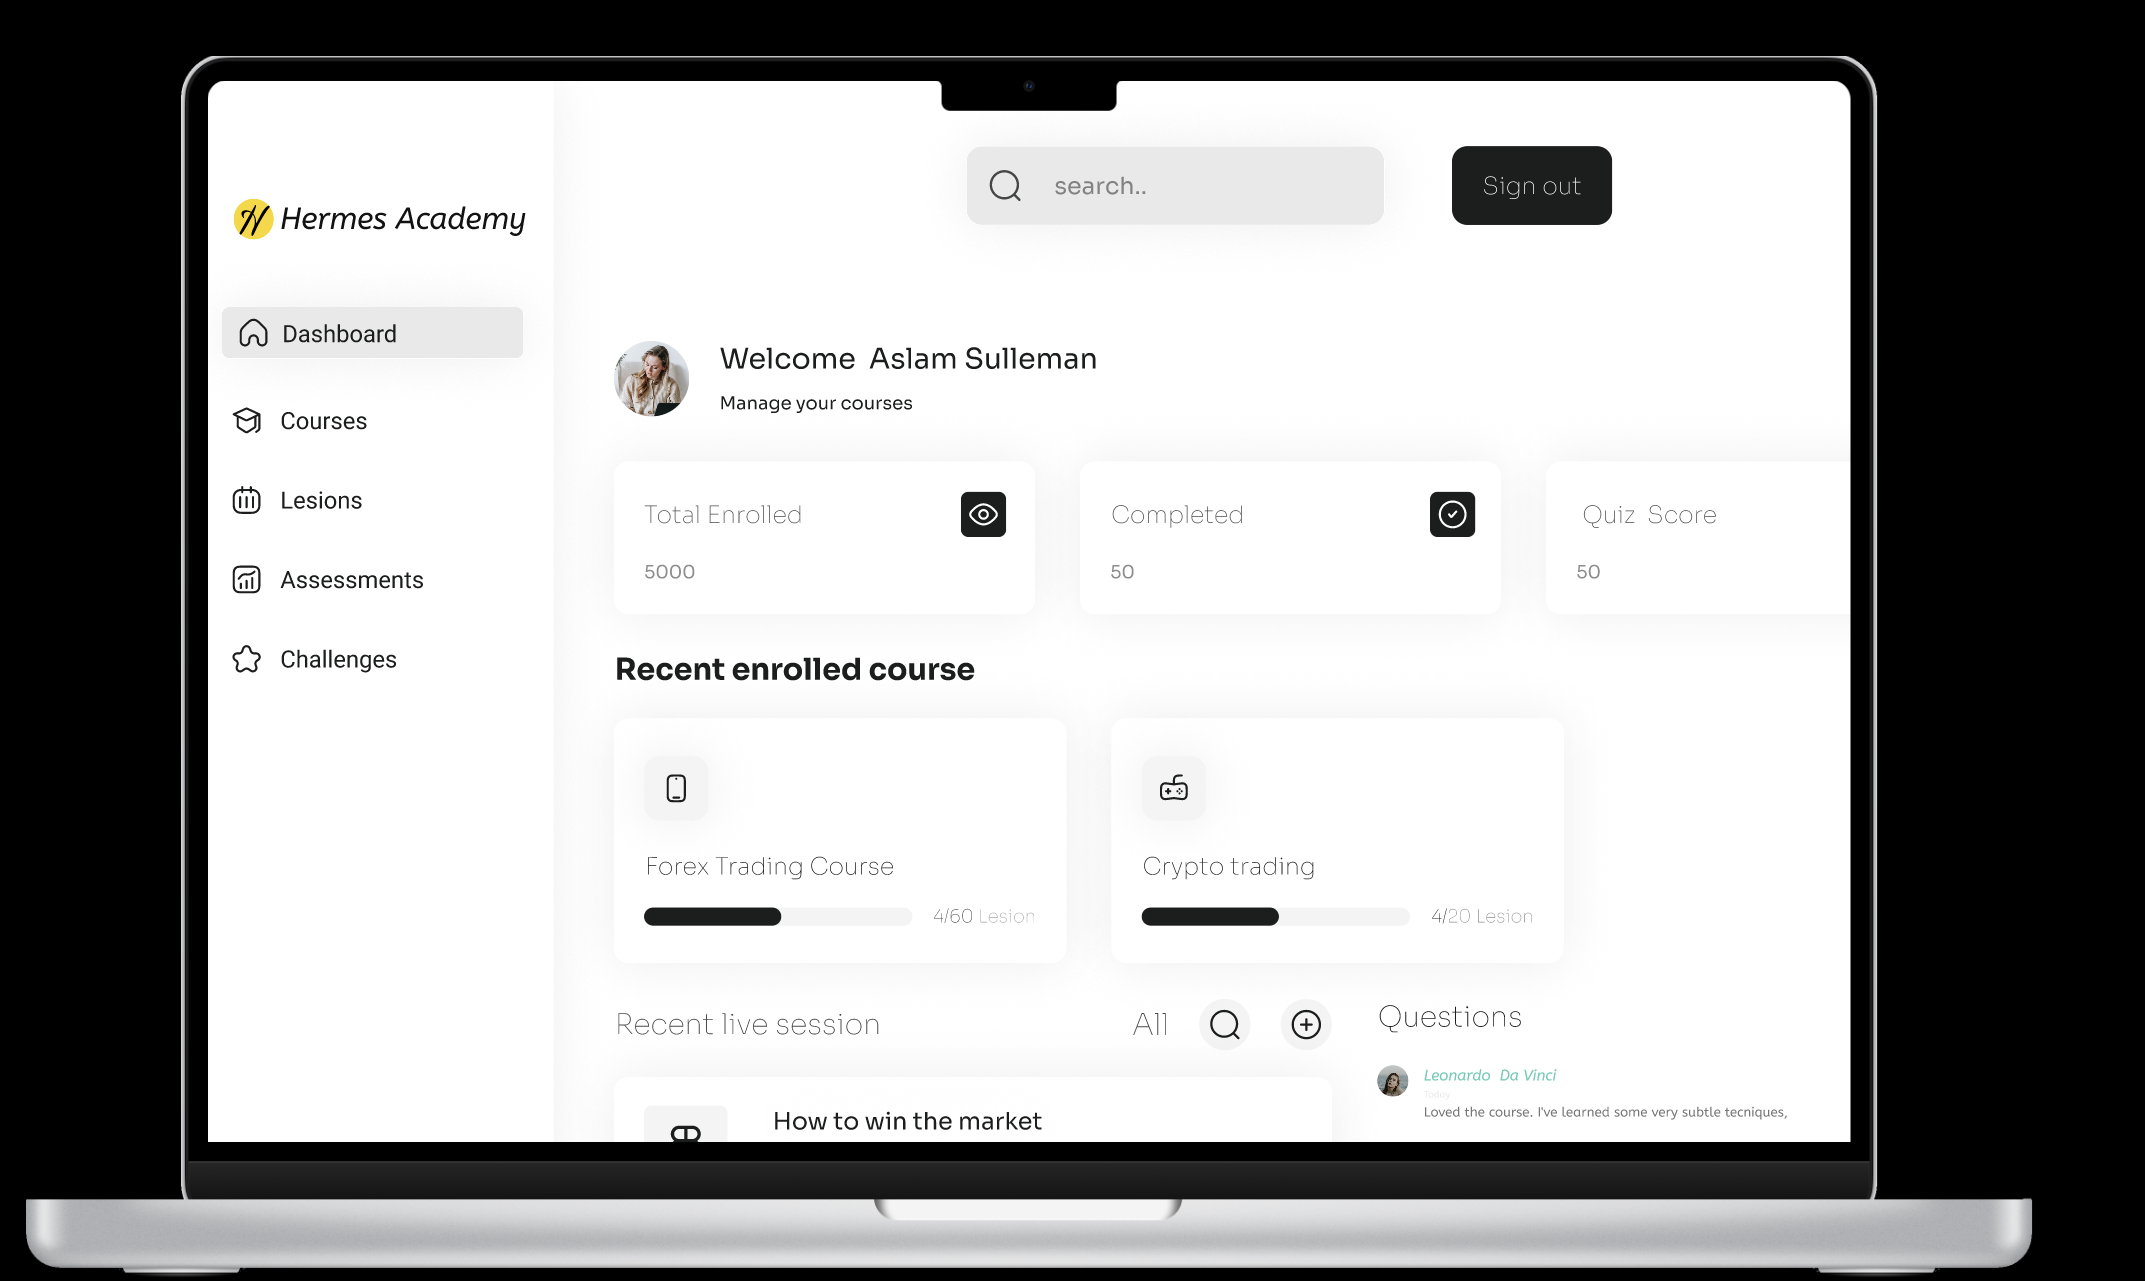 Hermes Academy
search..
Sign out
Dashboard
Courses
Lesions
Assessments
Challenges
Welcome Aslam Sulleman
Manage your courses
Total Enrolled
5000
Completed
50
Quiz Score
50
Recent enrolled course
Forex Trading Course
4/60 Lesion
Crypto trading
4/20 Lesion
Recent live session
All
Questions
Leonardo Da Vinci
Today
Loved the course. I've learned some very subtle tecniques,
How to win the market